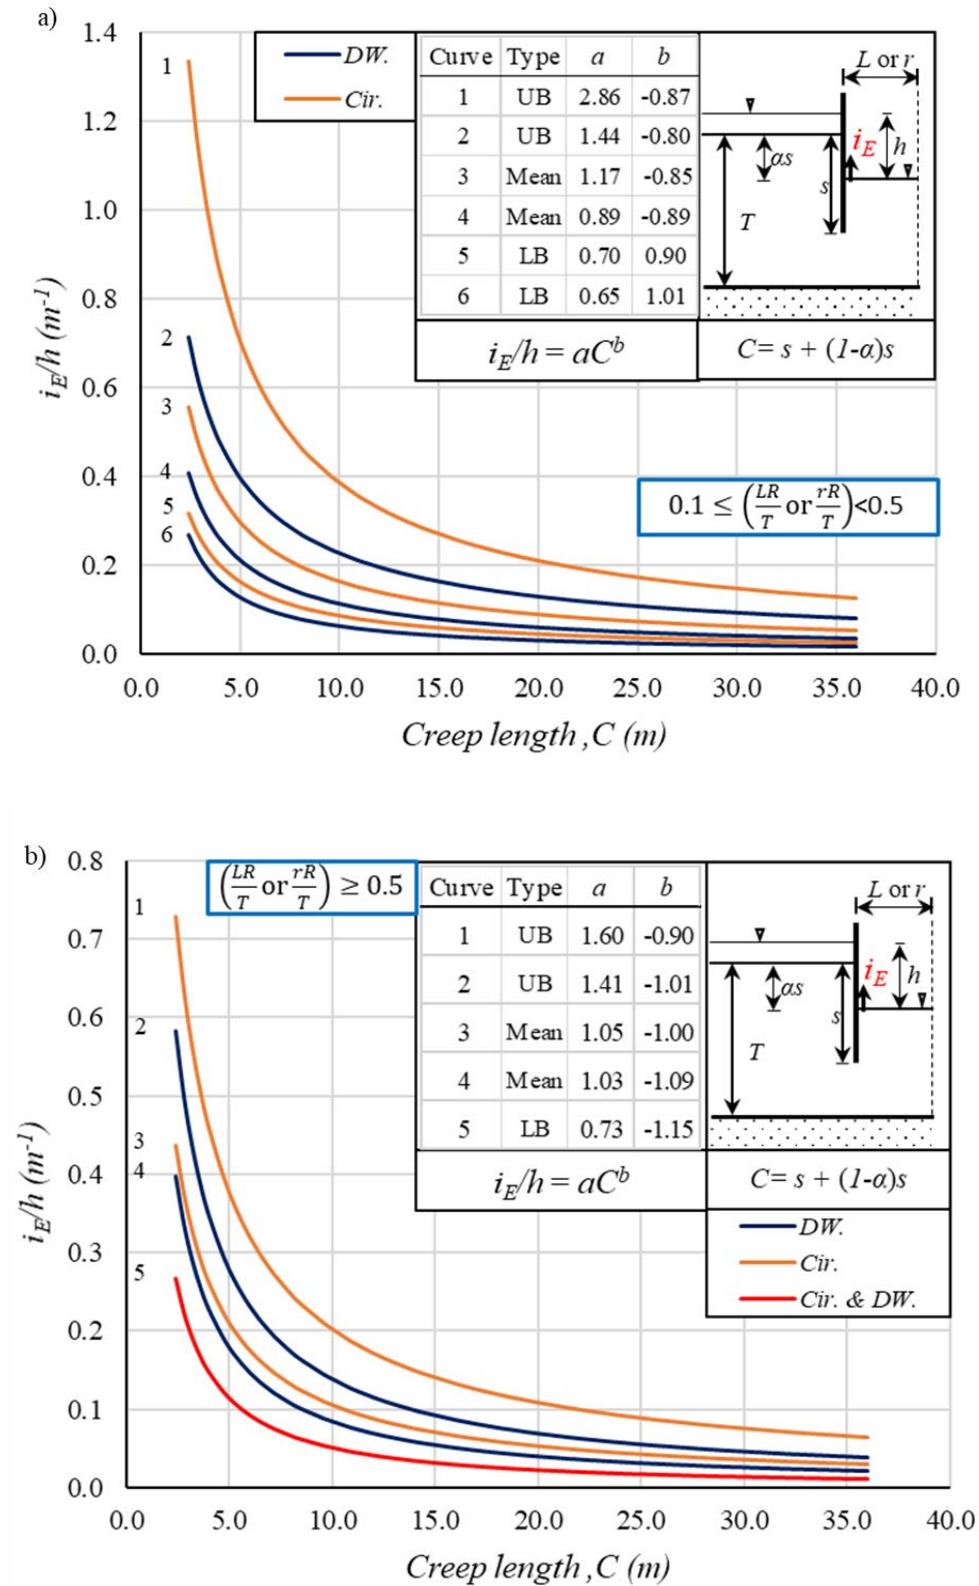 a)
1.4
1.2
1.0
0.8
0.6
0.4
0.2
0.0
i_E/h (m^-1)
1
2
3
4
5
6
DW.
Cir.
Curve Type a b
1 UB 2.86 -0.87
2 UB 1.44 -0.80
3 Mean 1.17 -0.85
4 Mean 0.89 -0.89
5 LB 0.70 0.90
6 LB 0.65 1.01
i_E/h = aC^b
L or r
i_E
h
αs
s
T
C= s + (1-α)s
0.1 ≤ (LR/T or rR/T)<0.5
0.0 5.0 10.0 15.0 20.0 25.0 30.0 35.0 40.0
Creep length ,C (m)
b)
0.8
0.7
0.6
0.5
0.4
0.3
0.2
0.1
0.0
i_E/h (m^-1)
1
2
3
4
5
(LR/T or rR/T) ≥ 0.5
Curve Type a b
1 UB 1.60 -0.90
2 UB 1.41 -1.01
3 Mean 1.05 -1.00
4 Mean 1.03 -1.09
5 LB 0.73 -1.15
i_E/h = aC^b
L or r
i_E
h
αs
s
T
C= s + (1-α)s
DW.
Cir.
Cir. & DW.
0.0 5.0 10.0 15.0 20.0 25.0 30.0 35.0 40.0
Creep length ,C (m)